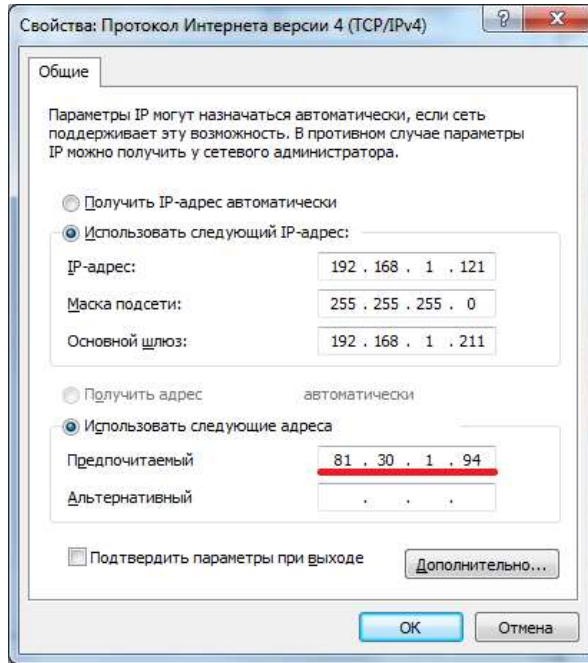 Свойства: Протокол Интернета версии 4 (TCP/IPv4)
?
X
Общие
Параметры IP могут назначаться автоматически, если сеть
поддерживает эту возможность. В противном случае параметры
IP можно получить у сетевого администратора.
Получить IP-адрес автоматически
Использовать следующий IP-адрес:
IP-адрес: 192 . 168 . 1 . 121
Маска подсети: 255 . 255 . 255 . 0
Основной шлюз: 192 . 168 . 1 . 211
Получить адрес автоматически
Использовать следующие адреса
Предпочитаемый 81 . 30 . 1 . 94
Альтернативный . . .
Подтвердить параметры при выходе
Дополнительно...
ОК Отмена